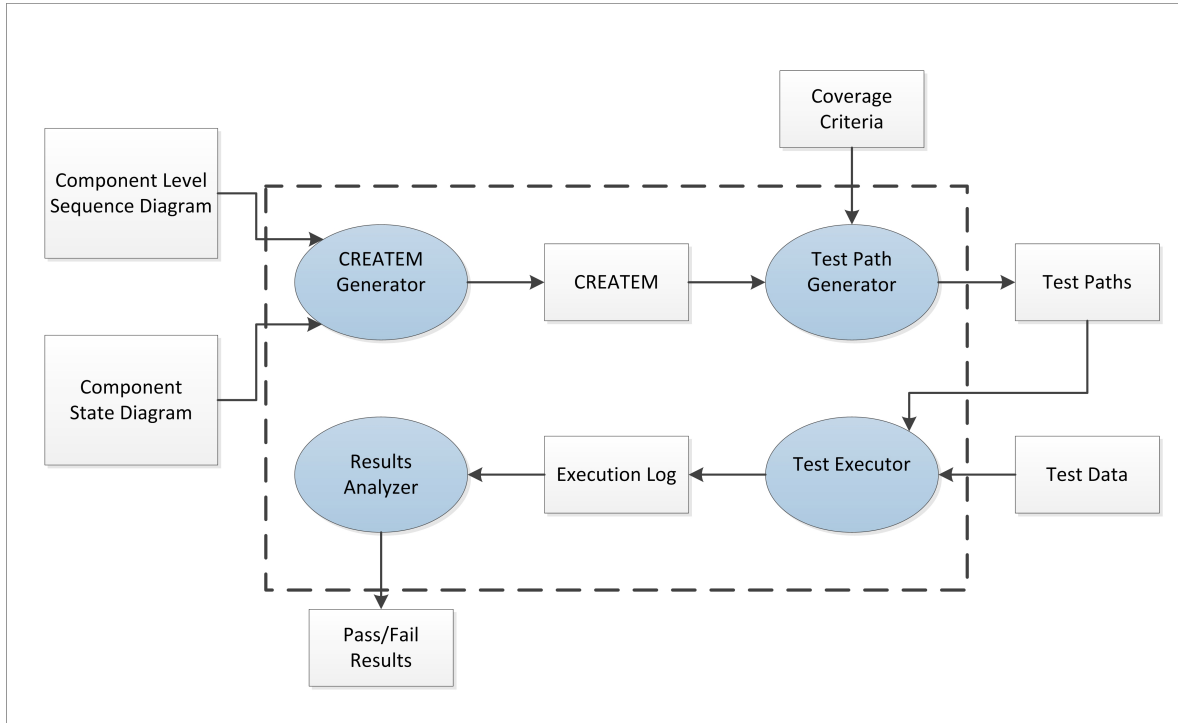 Coverage
Criteria
Component Level
Sequence Diagram
CREATEM
Generator
CREATEM
Test Path
Generator
Test Paths
Component
State Diagram
Results
Analyzer
Execution Log
Test Executor
Test Data
Pass/Fail
Results